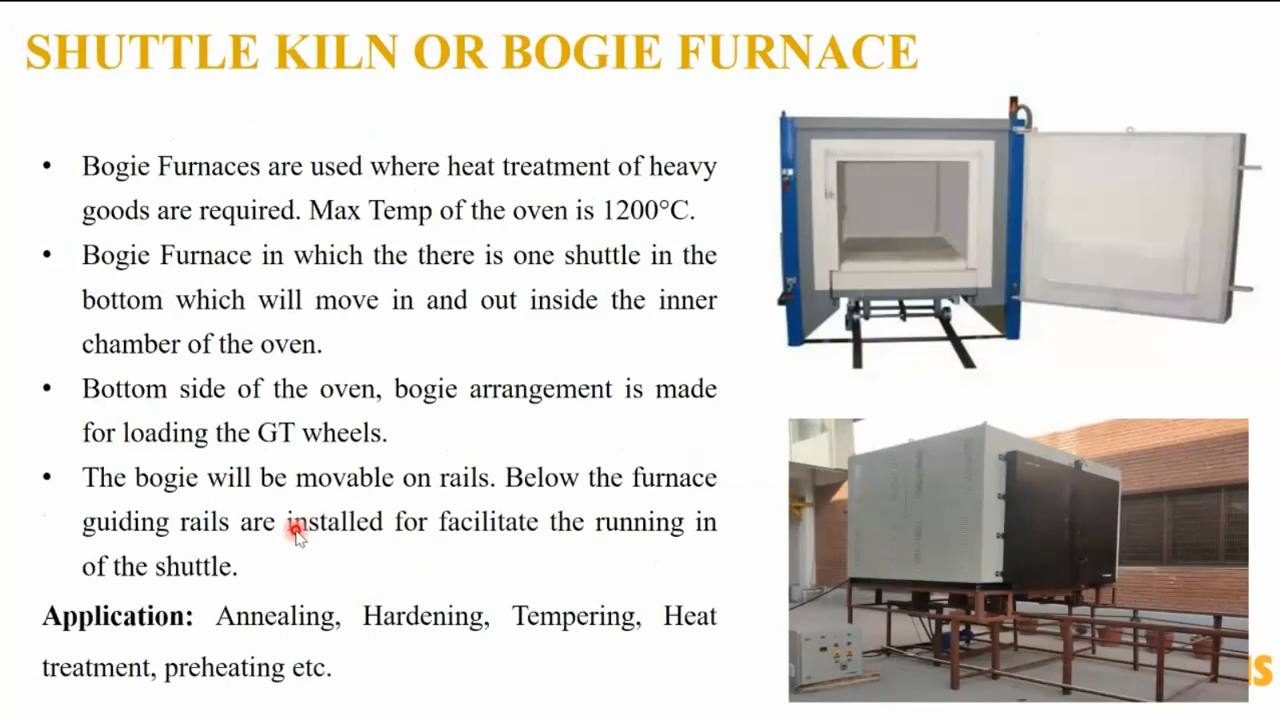 SHUTTLE KILN OR BOGIE FURNACE
• Bogie Furnaces are used where heat treatment of heavy
goods are required. Max Temp of the oven is 1200°C.
• Bogie Furnace in which the there is one shuttle in the
bottom which will move in and out inside the inner
chamber of the oven.
• Bottom side of the oven, bogie arrangement is made
for loading the GT wheels.
• The bogie will be movable on rails. Below the furnace
guiding rails are installed for facilitate the running in
of the shuttle.
Application: Annealing, Hardening, Tempering, Heat
treatment, preheating etc.